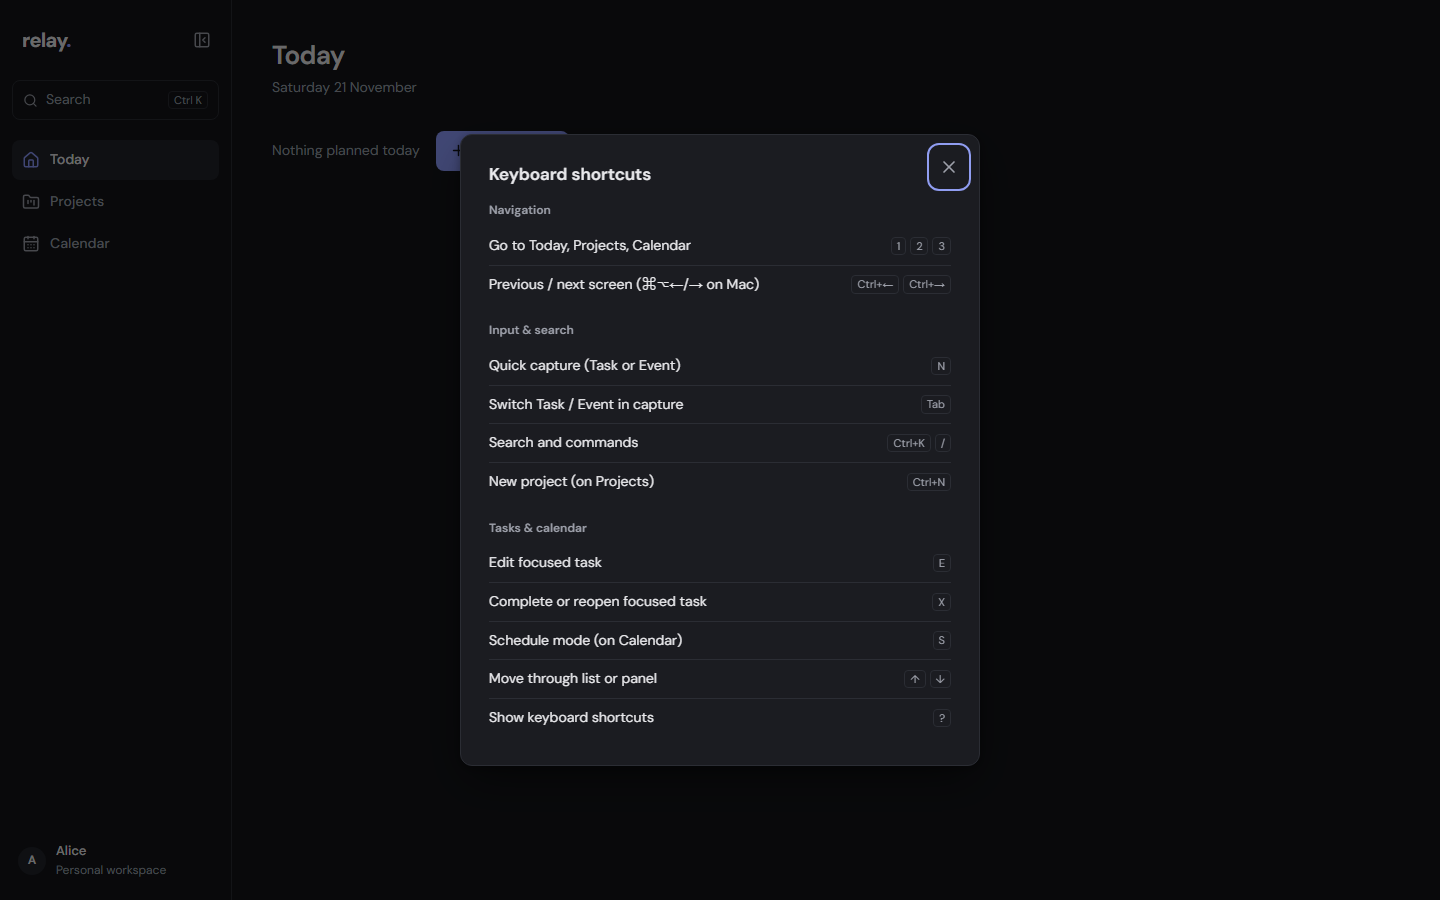 relay.
Search Ctrl K
Today
Projects
Calendar
Today
Saturday 21 November
Nothing planned today
Keyboard shortcuts
Navigation
Go to Today, Projects, Calendar 1 2 3
Previous / next screen (⌘⌥←/→ on Mac) Ctrl+← Ctrl+→
Input & search
Quick capture (Task or Event) N
Switch Task / Event in capture Tab
Search and commands Ctrl+K /
New project (on Projects) Ctrl+N
Tasks & calendar
Edit focused task E
Complete or reopen focused task X
Schedule mode (on Calendar) S
Move through list or panel ↑ ↓
Show keyboard shortcuts ?
A
Alice
Personal workspace